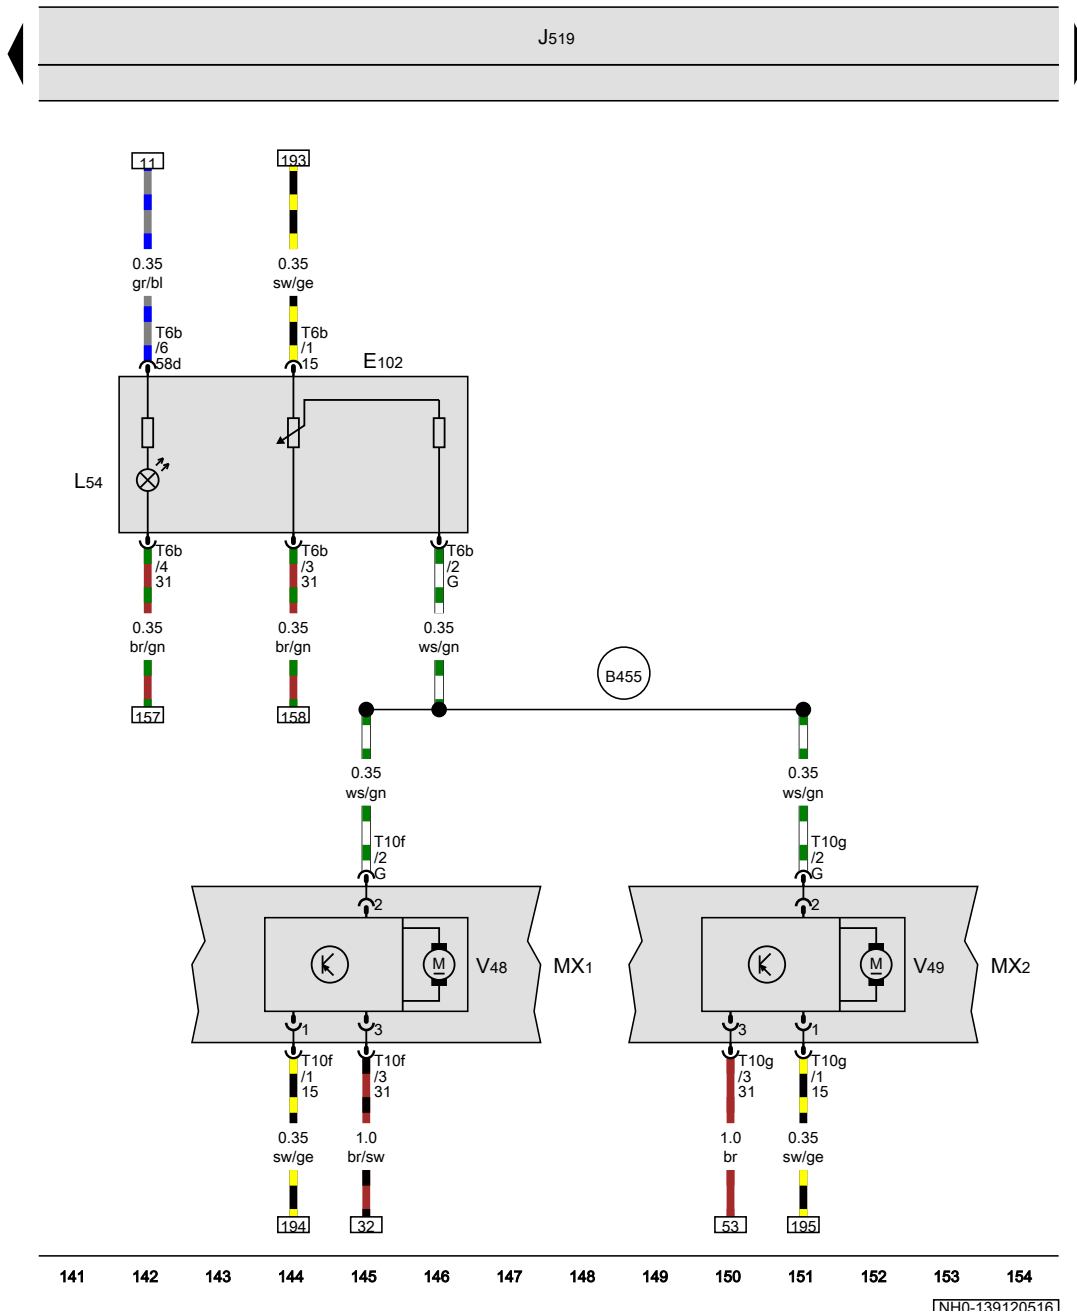 J519
11
193
0.35
gr/bl
0.35
sw/ge
T6b
/6
58d
T6b
/1
15
E102
L54
T6b
/4
31
T6b
/3
31
T6b
/2
G
0.35
br/gn
0.35
br/gn
0.35
ws/gn
B455
157
158
0.35
ws/gn
0.35
ws/gn
T10f
/2
G
T10g
/2
G
2
2
M
V48
MX1
M
V49
MX2
1
3
3
1
T10f
/1
15
T10f
/3
31
T10g
/3
31
T10g
/1
15
0.35
sw/ge
1.0
br/sw
1.0
br
0.35
sw/ge
194
32
53
195
141 142 143 144 145 146 147 148 149 150 151 152 153 154
NH0-139120516